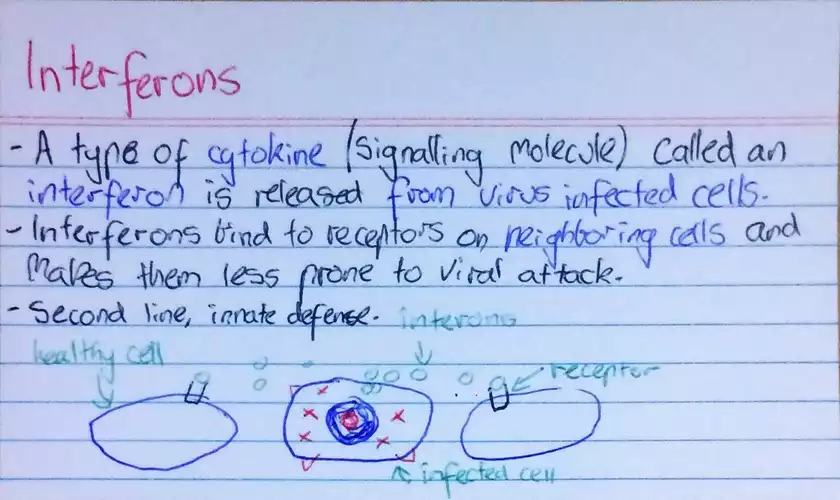 Interferons
- A type of cytokine (signalling molecule) called an
interferon is released from virus infected cells.
- Interferons bind to receptors on neighboring cells and
makes them less prone to viral attack.
- Second line, innate defense.
interons
healthy cell
receptor
infected cell